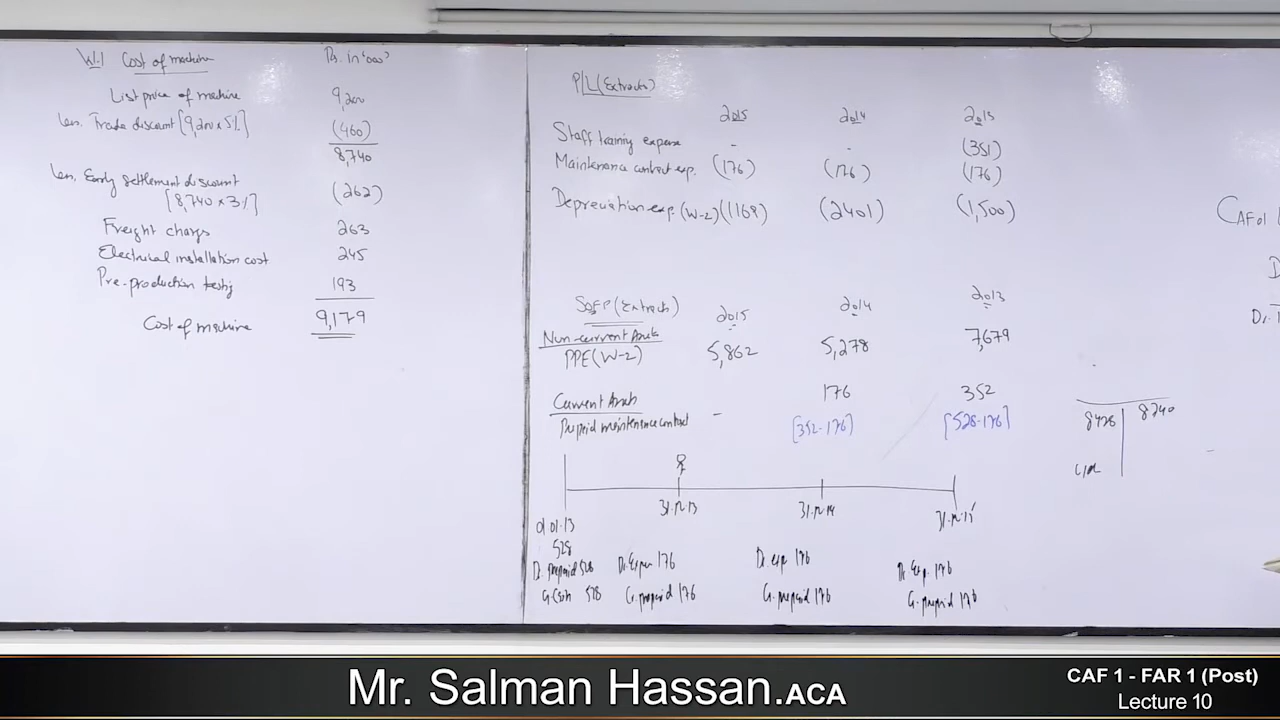 W.1 Cost of machine Rs. in '000'
List price of machine 9,200
Less. Trade discount [9,200 x 5%] (460)
8,740
Less. Early settlement discount
[8,740 x 3%] (262)
Freight charges 263
Electrical installation cost 245
Pre-production testing 193
Cost of machine 9,179
P/L (Extracts)
2015 2014 2013
Staff training expense - - (351)
Maintenance contract exp. (176) (176) (176)
Depreciation exp. (W-2) (1169) (2401) (1,500)
SOFP (Extracts)
2015 2014 2013
Non-current Assets
PPE (W-2) 5,862 5,278 7,679
Current Assets 176 352
Prepaid maintenance contract - [352-176] [528-176]
8428 8740
c/d
01.01.13 31.12.13 31.12.14 31.12.15
528
Dr. prepaid 528 Dr. Expense 176 Dr. exp 176 Dr. Exp. 176
Cr. Cash 528 Cr. prepaid 176 Cr. prepaid 176 Cr. prepaid 176
CAF 01
D
Dr.
Mr. Salman Hassan.ACA
CAF 1 - FAR 1 (Post)
Lecture 10